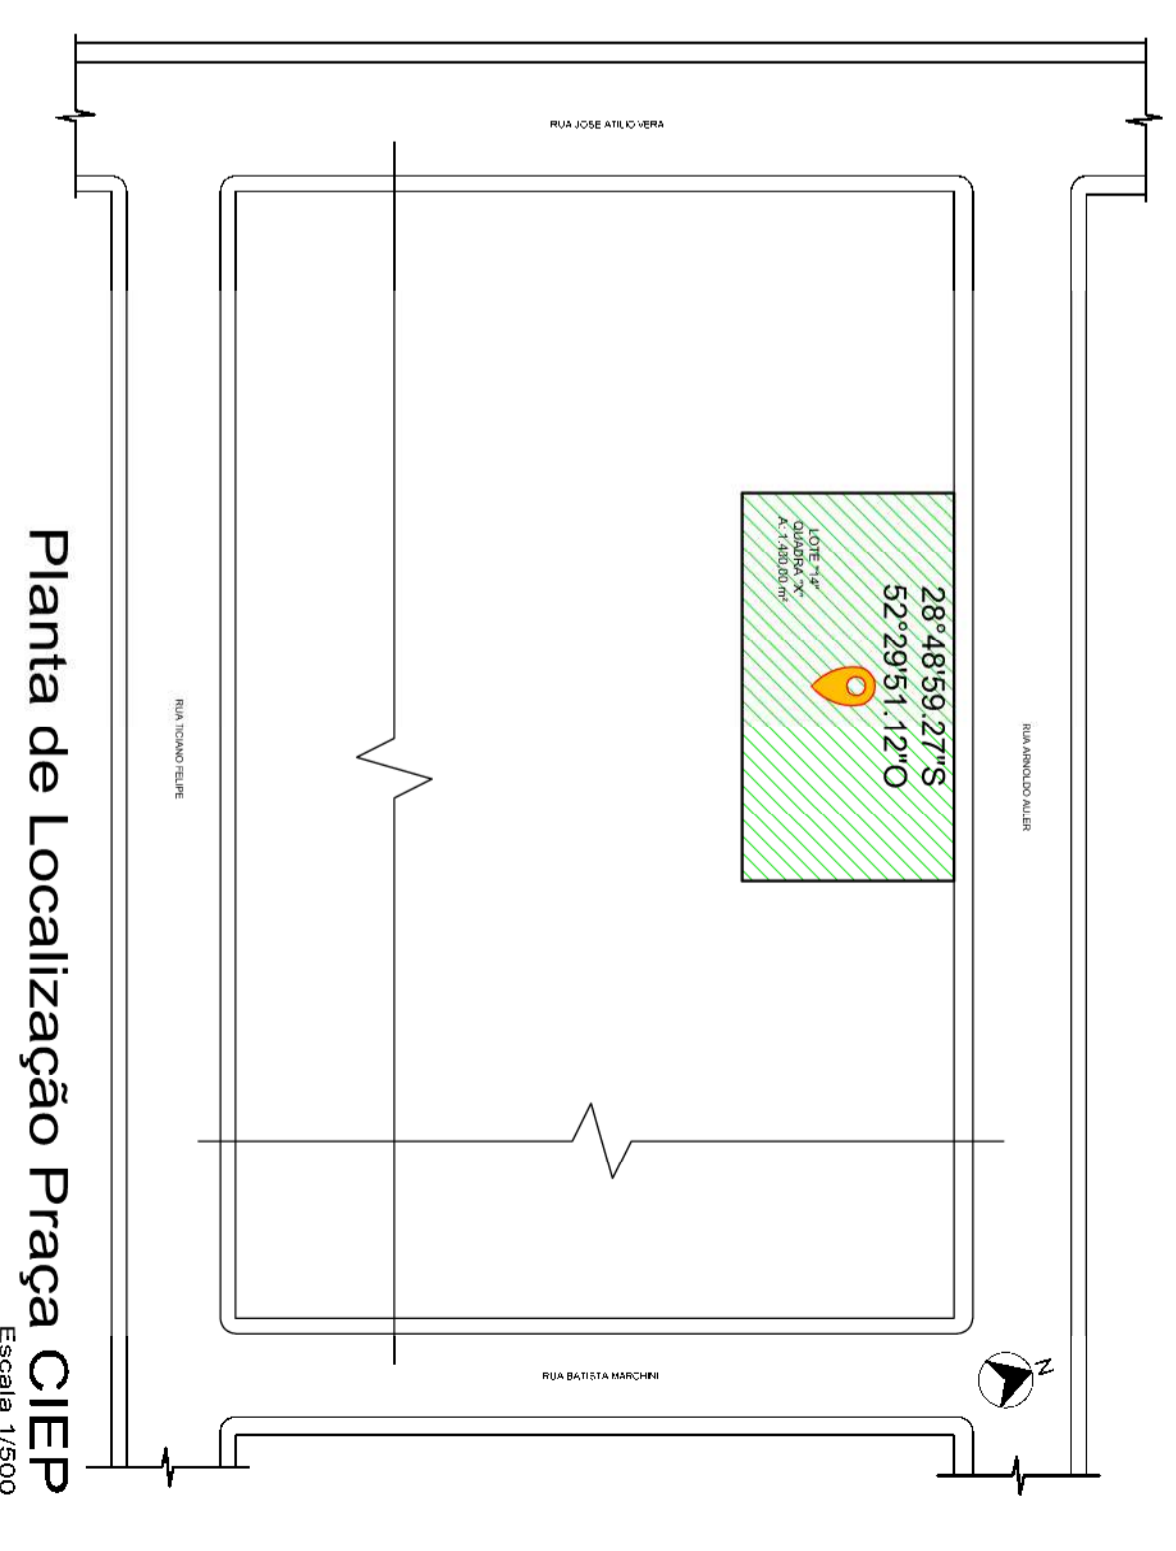 RUA JOSE ATILIO VERA
28°48'59.27"S
52°29'51.12"O
LOTE "14"
QUADRA "X"
A: 1.400,00 m²
RUA ARNOLDO AULER
RUA TICIANO FELIPE
RUA BATISTA MARCHINI
N
Planta de Localização Praça CIEP
Escala 1/500